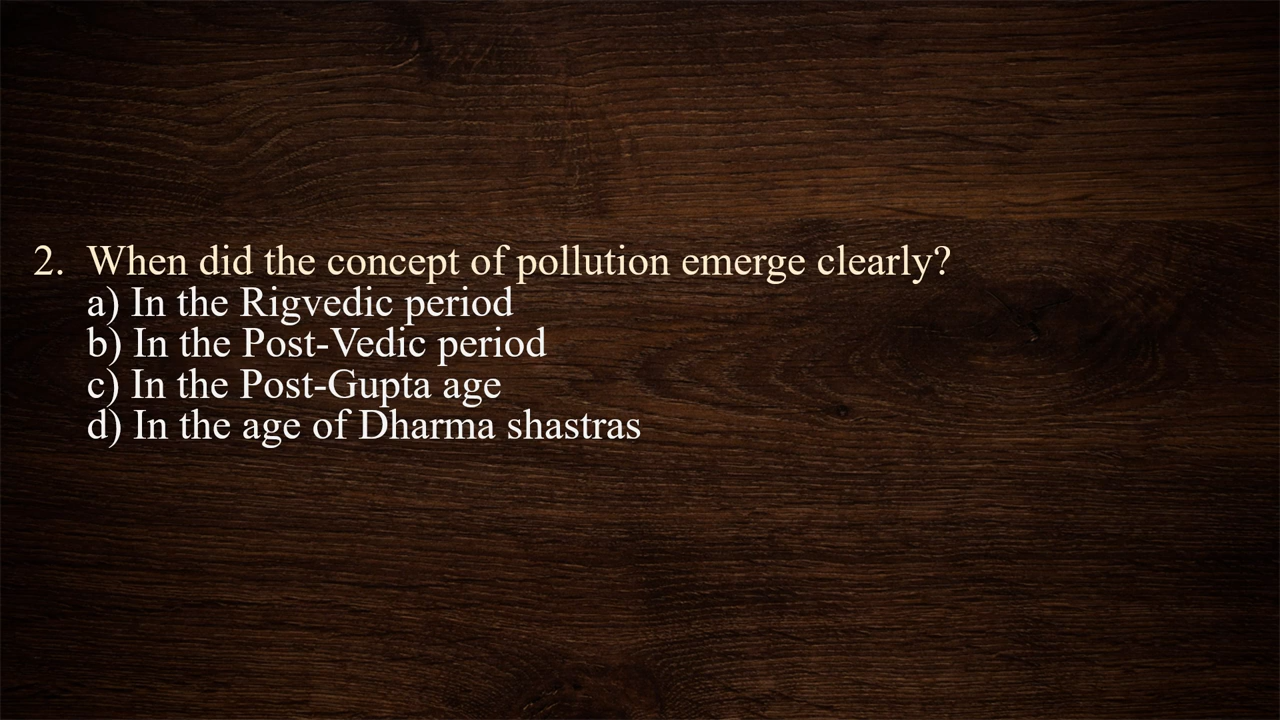 2. When did the concept of pollution emerge clearly?
a) In the Rigvedic period
b) In the Post-Vedic period
c) In the Post-Gupta age
d) In the age of Dharma shastras